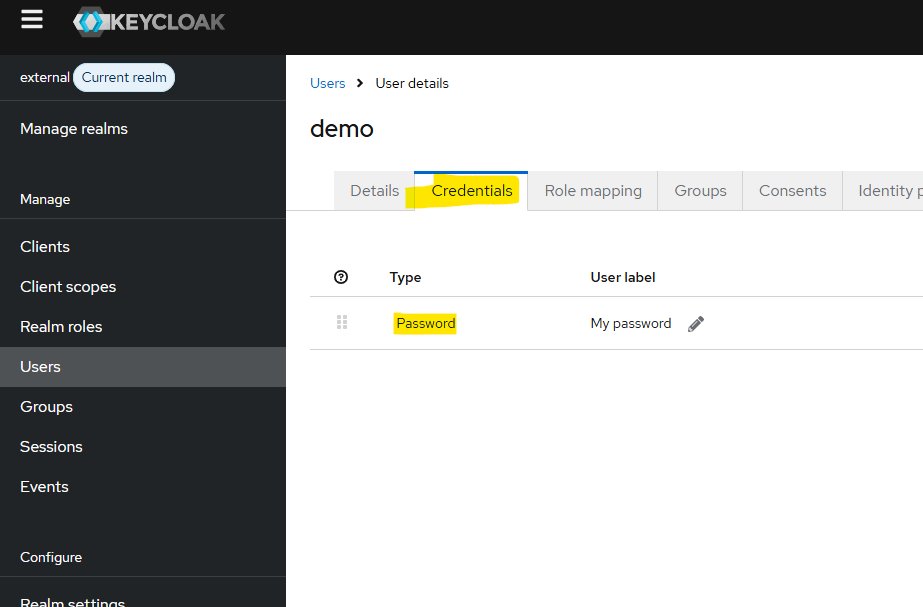 KEYCLOAK
external Current realm
Manage realms
Manage
Clients
Client scopes
Realm roles
Users
Groups
Sessions
Events
Configure
Realm settings
Users > User details
demo
Details Credentials Role mapping Groups Consents Identity p
Type User label
Password My password